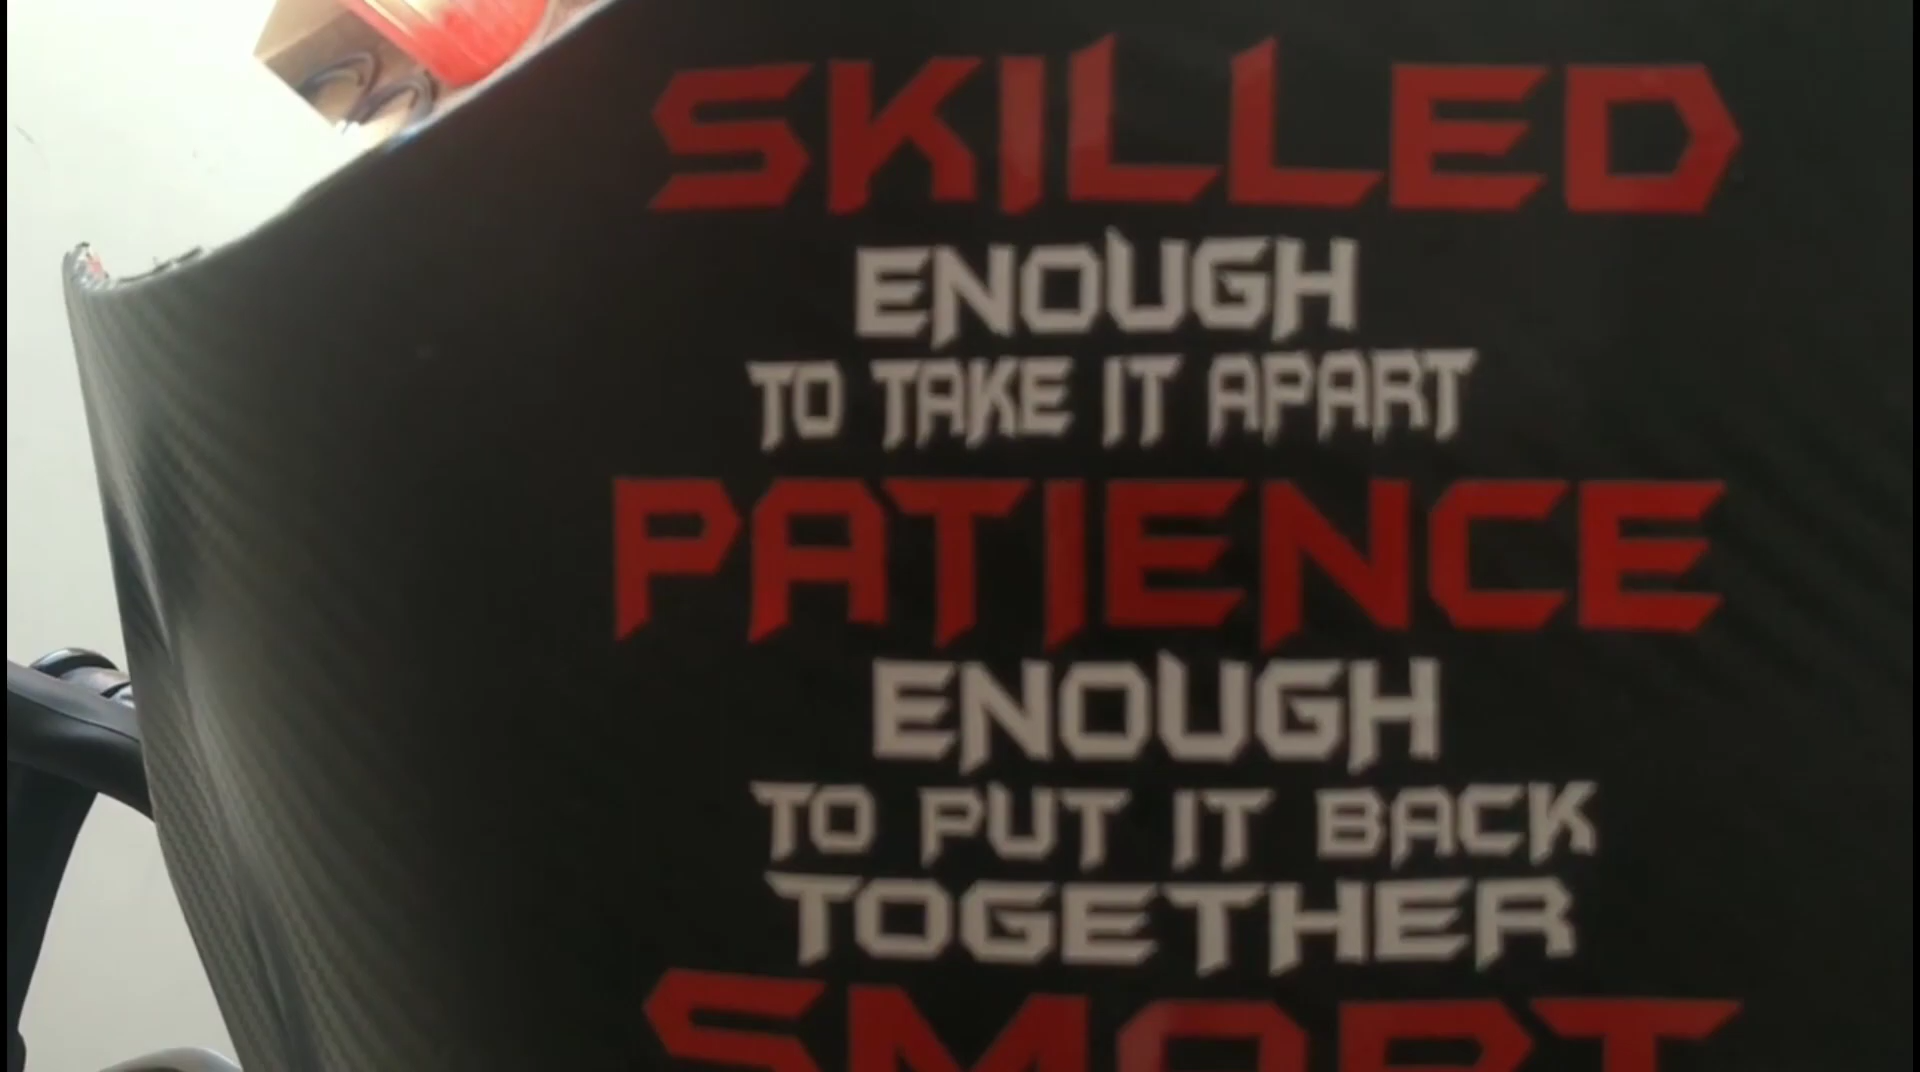 SKILLED
ENOUGH
TO TAKE IT APART
PATIENCE
ENOUGH
TO PUT IT BACK
TOGETHER